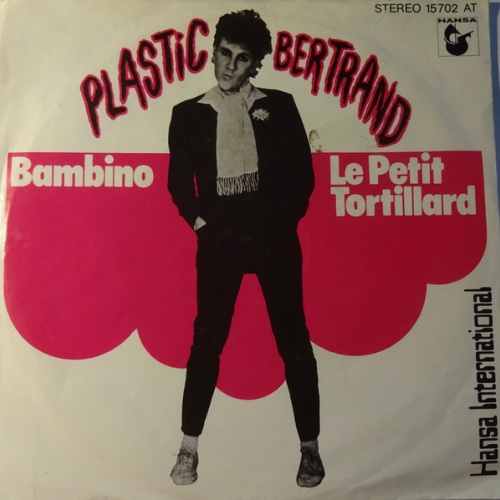 STEREO 15702 AT
HANSA
PLASTIC BERTRAND
Bambino
Le Petit
Tortillard
Hansa International